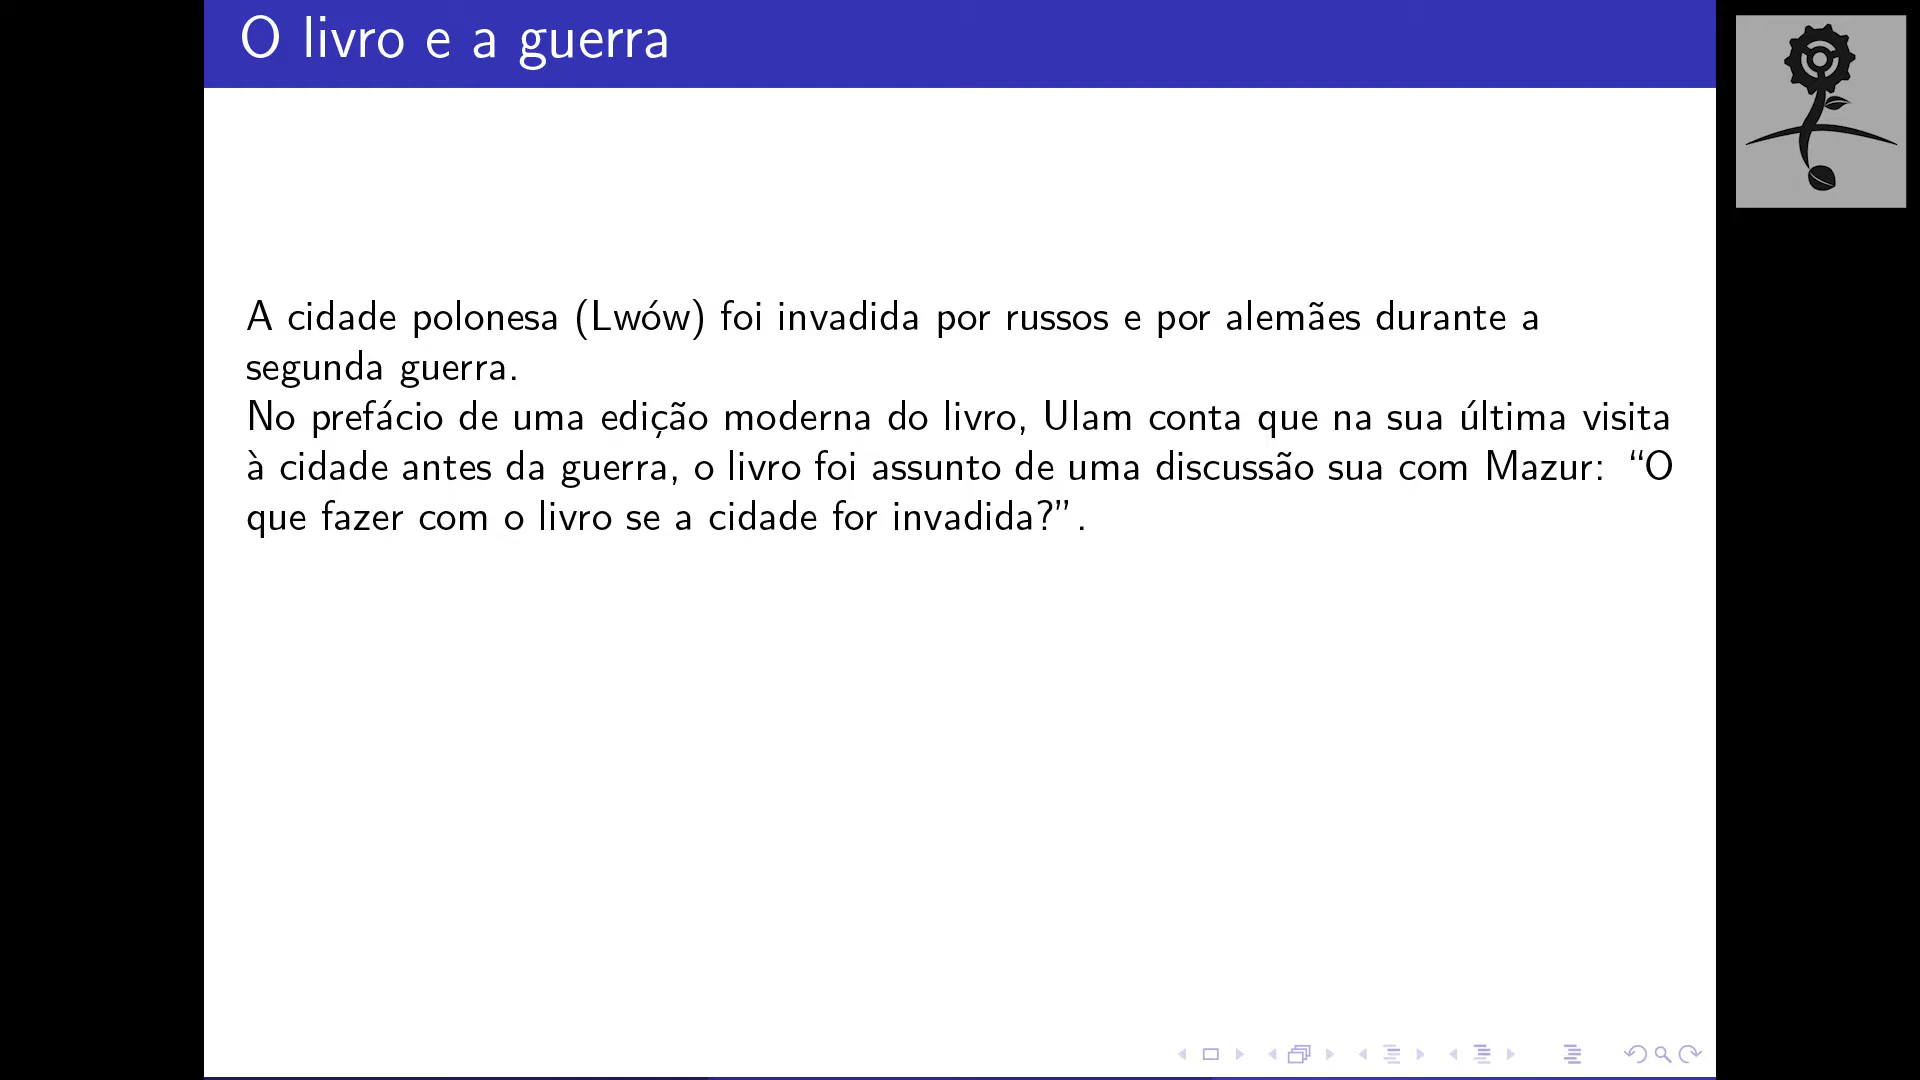 O livro e a guerra
A cidade polonesa (Lwów) foi invadida por russos e por alemães durante a
segunda guerra.
No prefácio de uma edição moderna do livro, Ulam conta que na sua última visita
à cidade antes da guerra, o livro foi assunto de uma discussão sua com Mazur: “O
que fazer com o livro se a cidade for invadida?”.